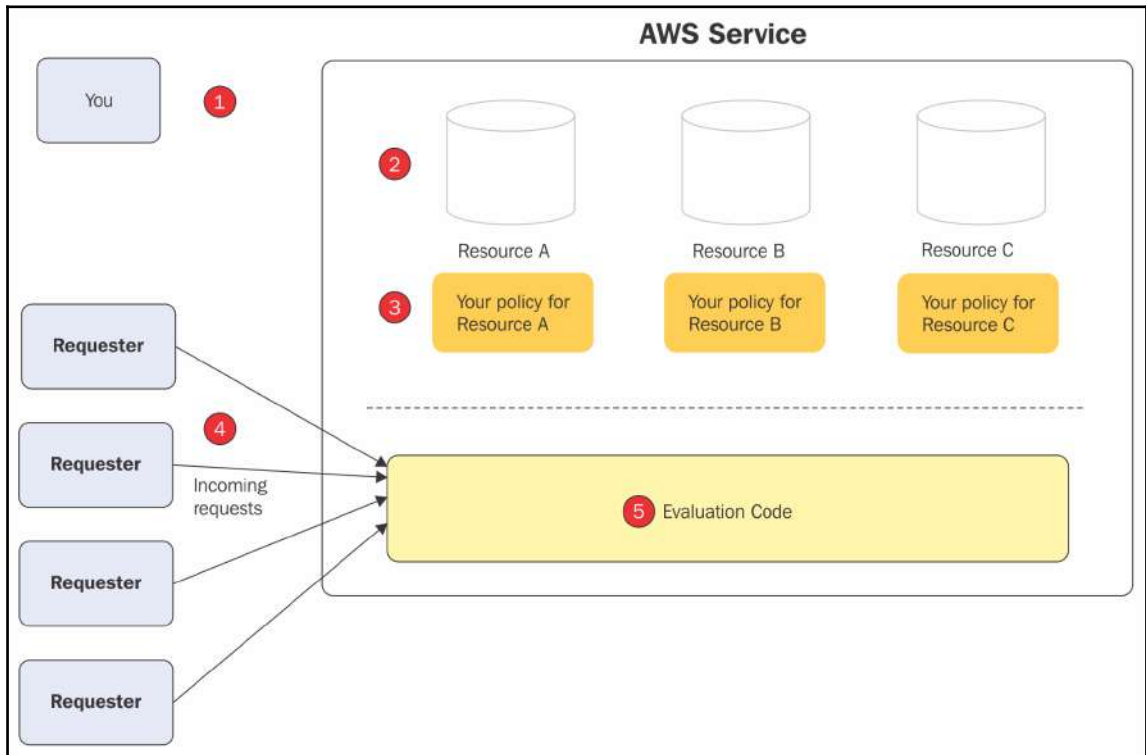 AWS Service
You
1
2
Resource A
Resource B
Resource C
3
Your policy for
Resource A
Your policy for
Resource B
Your policy for
Resource C
Requester
4
Requester
Incoming
requests
5
Evaluation Code
Requester
Requester